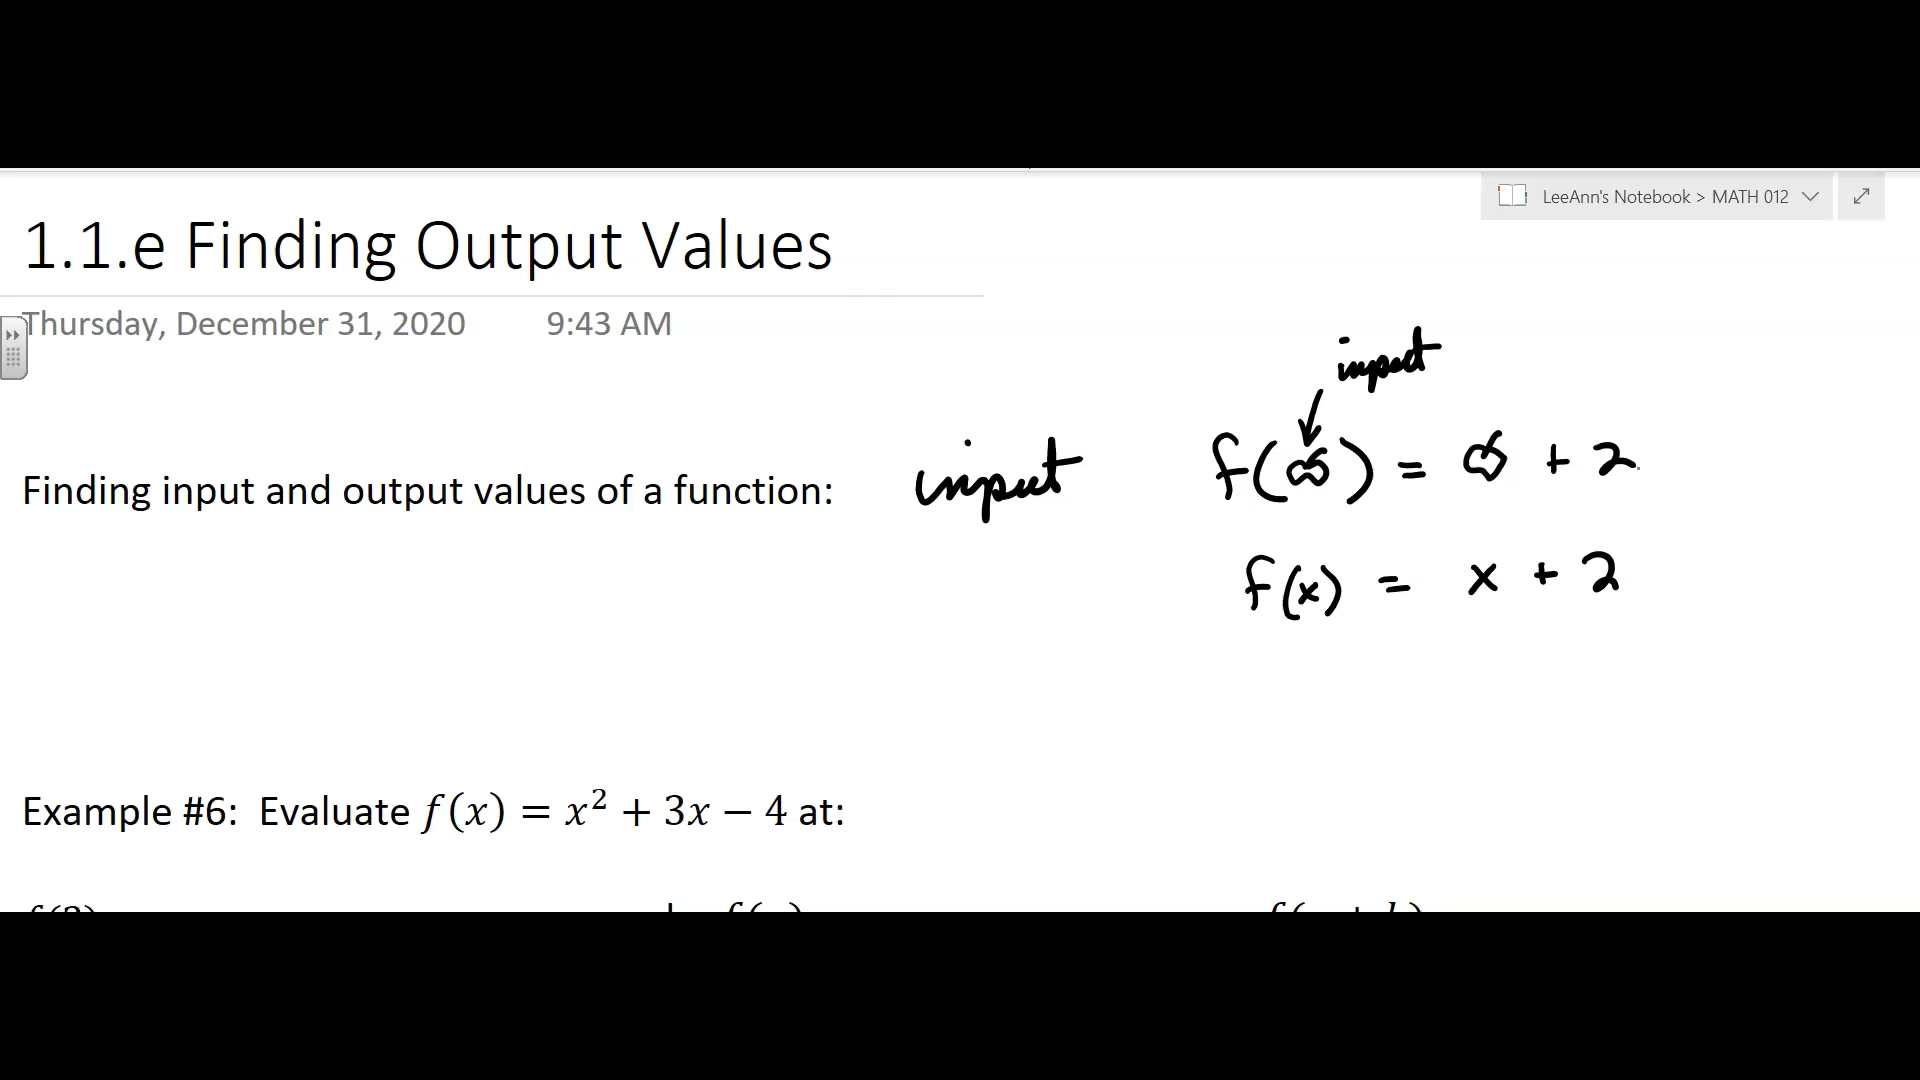 LeeAnn's Notebook > MATH 012
1.1.e Finding Output Values
Thursday, December 31, 2020 9:43 AM
input
Finding input and output values of a function: input
+ 2
f(x) = x + 2
Example #6: Evaluate f(x) = x² + 3x − 4 at: